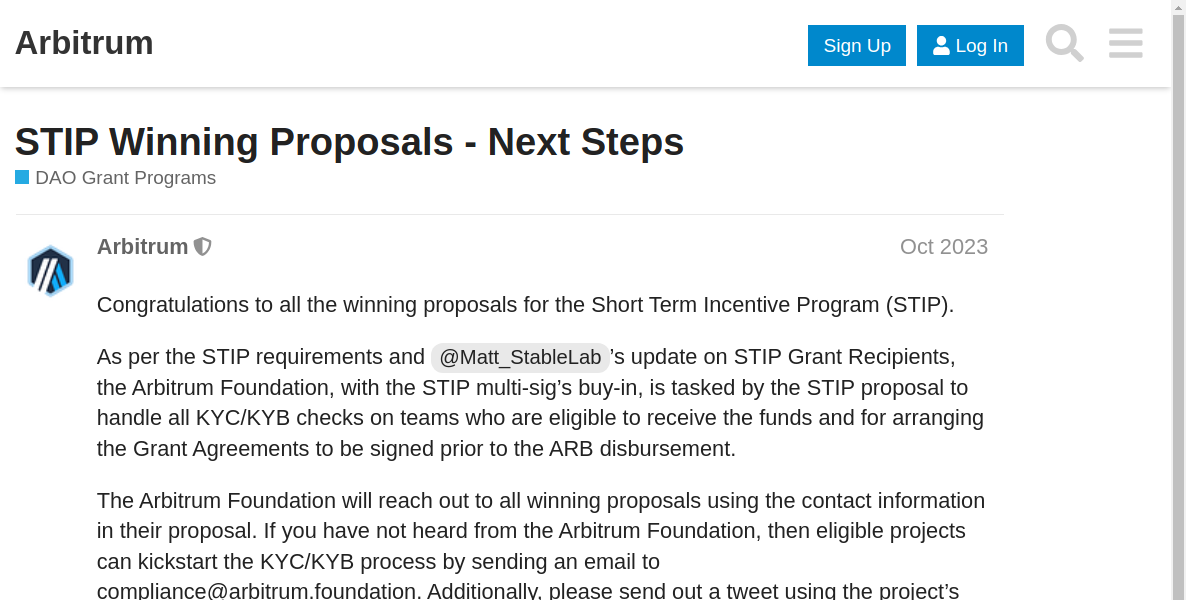 Arbitrum
Sign Up
Log In
STIP Winning Proposals - Next Steps
DAO Grant Programs
Arbitrum
Oct 2023
Congratulations to all the winning proposals for the Short Term Incentive Program (STIP).
As per the STIP requirements and @Matt_StableLab’s update on STIP Grant Recipients,
the Arbitrum Foundation, with the STIP multi-sig’s buy-in, is tasked by the STIP proposal to
handle all KYC/KYB checks on teams who are eligible to receive the funds and for arranging
the Grant Agreements to be signed prior to the ARB disbursement.
The Arbitrum Foundation will reach out to all winning proposals using the contact information
in their proposal. If you have not heard from the Arbitrum Foundation, then eligible projects
can kickstart the KYC/KYB process by sending an email to
compliance@arbitrum.foundation. Additionally, please send out a tweet using the project’s